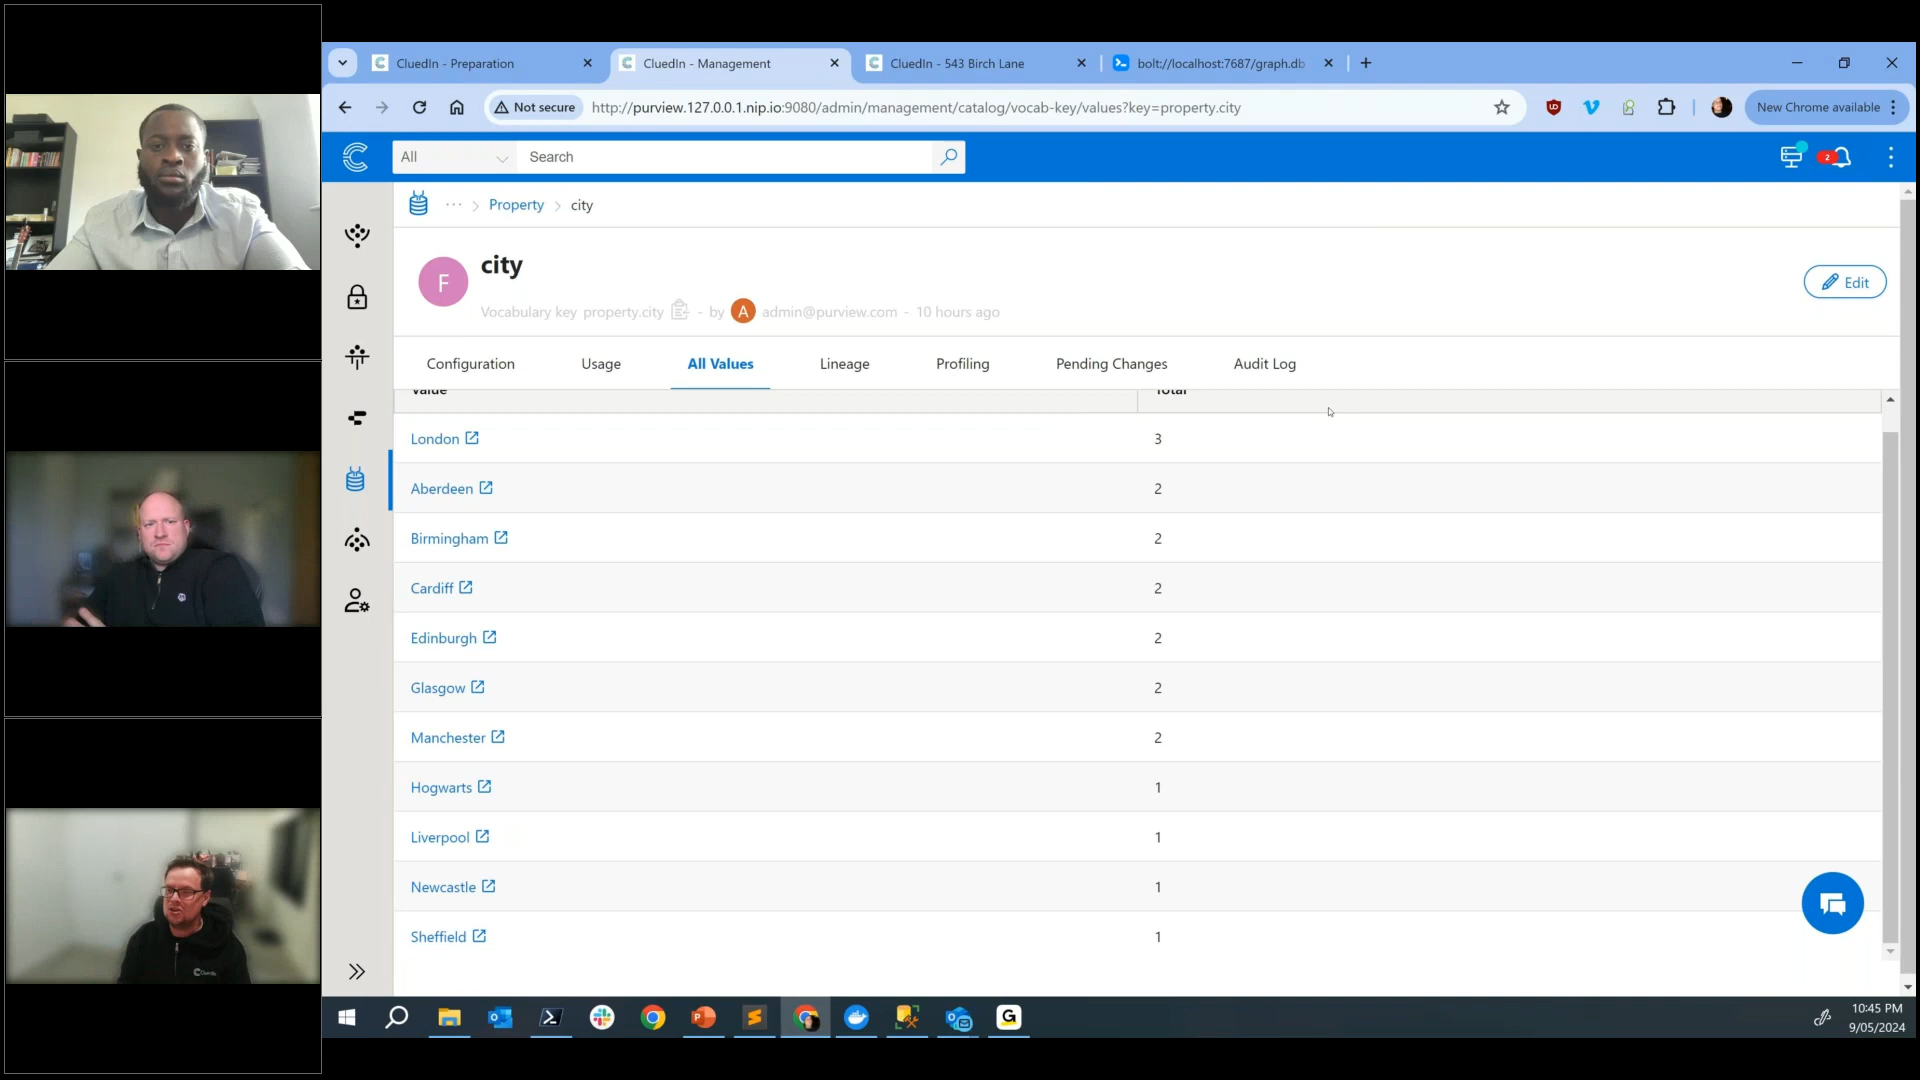 CluedIn - Preparation
CluedIn - Management
CluedIn - 543 Birch Lane
bolt://localhost:7687/graph.db
Not secure
http://purview.127.0.0.1.nip.io:9080/admin/management/catalog/vocab-key/values?key=property.city
New Chrome available
All
Search
2
... > Property > city
F
city
Vocabulary key property.city - by A admin@purview.com - 10 hours ago
Edit
Configuration
Usage
All Values
Lineage
Profiling
Pending Changes
Audit Log
Value Total
London 3
Aberdeen 2
Birmingham 2
Cardiff 2
Edinburgh 2
Glasgow 2
Manchester 2
Hogwarts 1
Liverpool 1
Newcastle 1
Sheffield 1
10:45 PM
9/05/2024